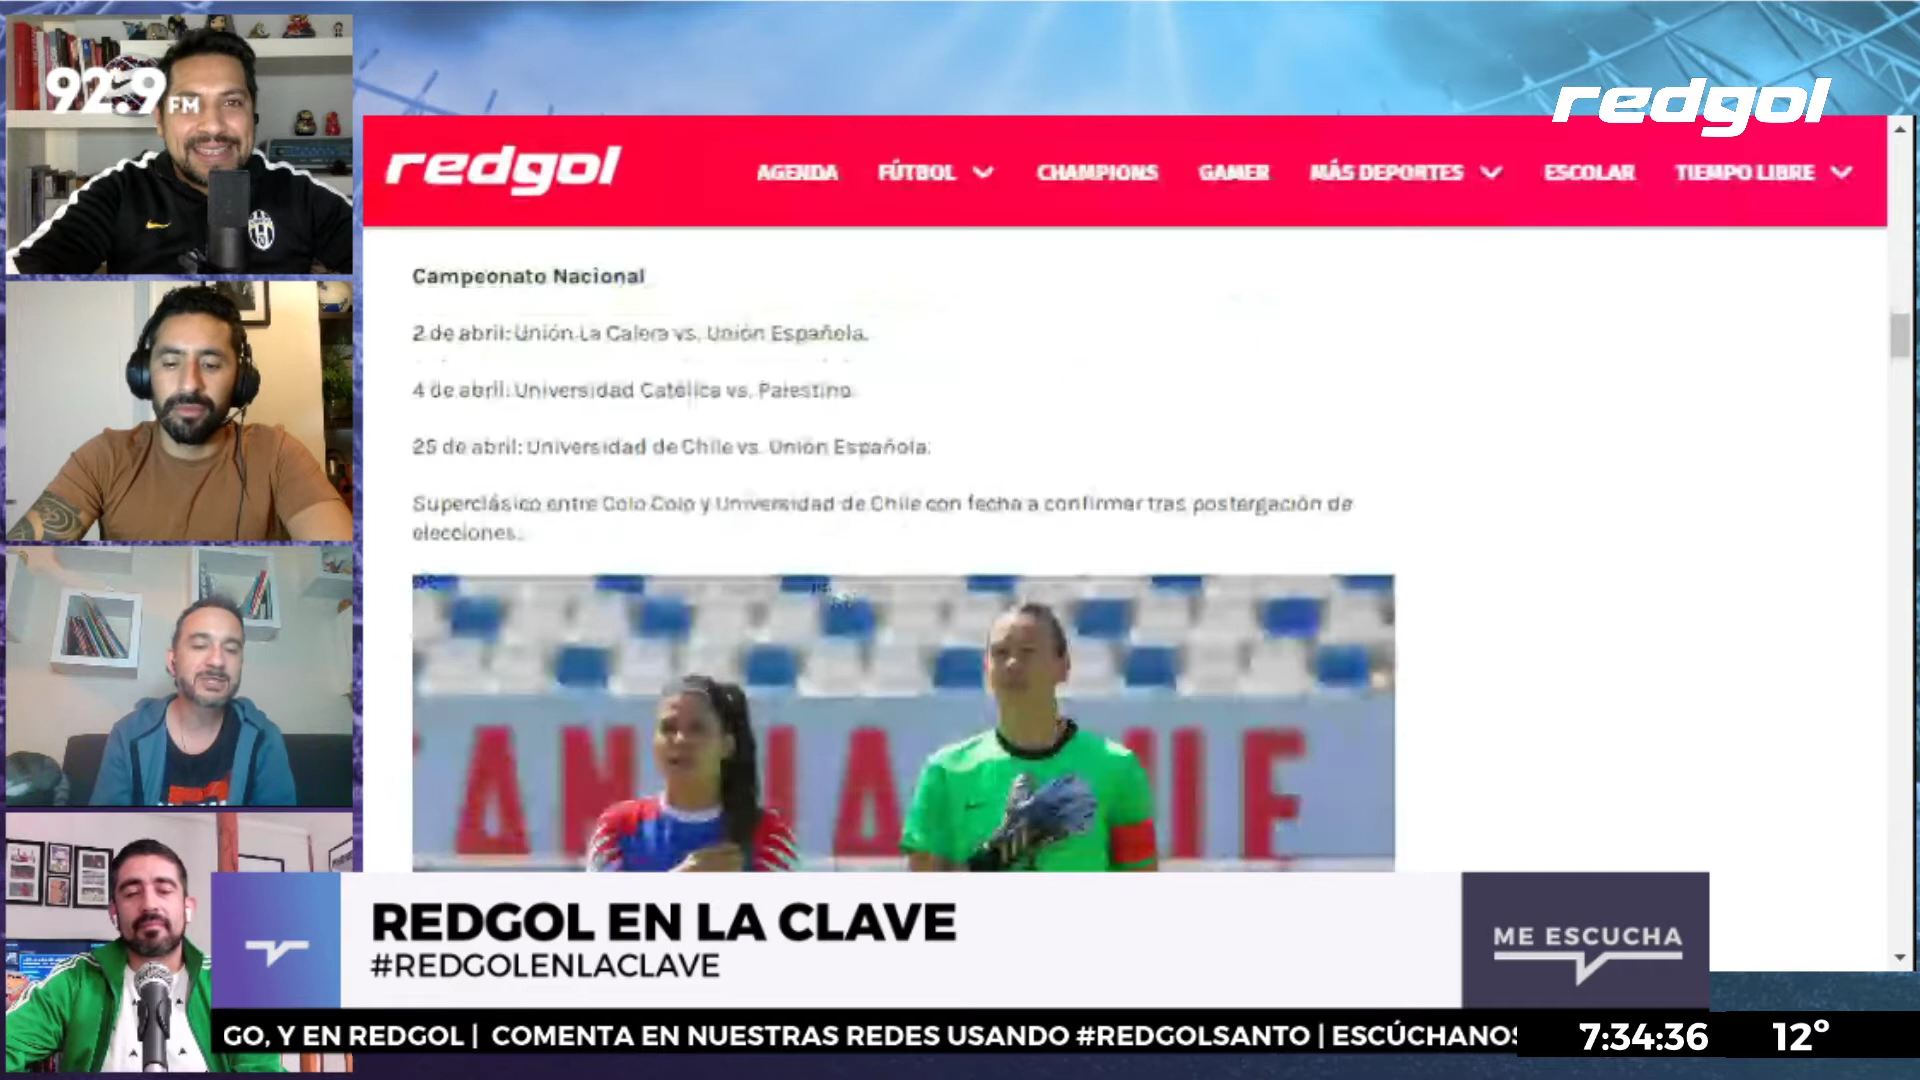 92.9 FM
redgol
redgol
AGENDA
FÚTBOL
CHAMPIONS
GAMER
MÁS DEPORTES
ESCOLAR
TIEMPO LIBRE
Campeonato Nacional
2 de abril: Unión La Calera vs. Unión Española.
4 de abril: Universidad Católica vs. Palestino
25 de abril: Universidad de Chile vs. Unión Española.
Superclásico entre Colo Colo y Universidad de Chile con fecha a confirmar tras postergación de
elecciones.
REDGOL EN LA CLAVE
#REDGOLENLACLAVE
ME ESCUCHA
GO, Y EN REDGOL | COMENTA EN NUESTRAS REDES USANDO #REDGOLSANTO | ESCÚCHANOS
7:34:36
12°